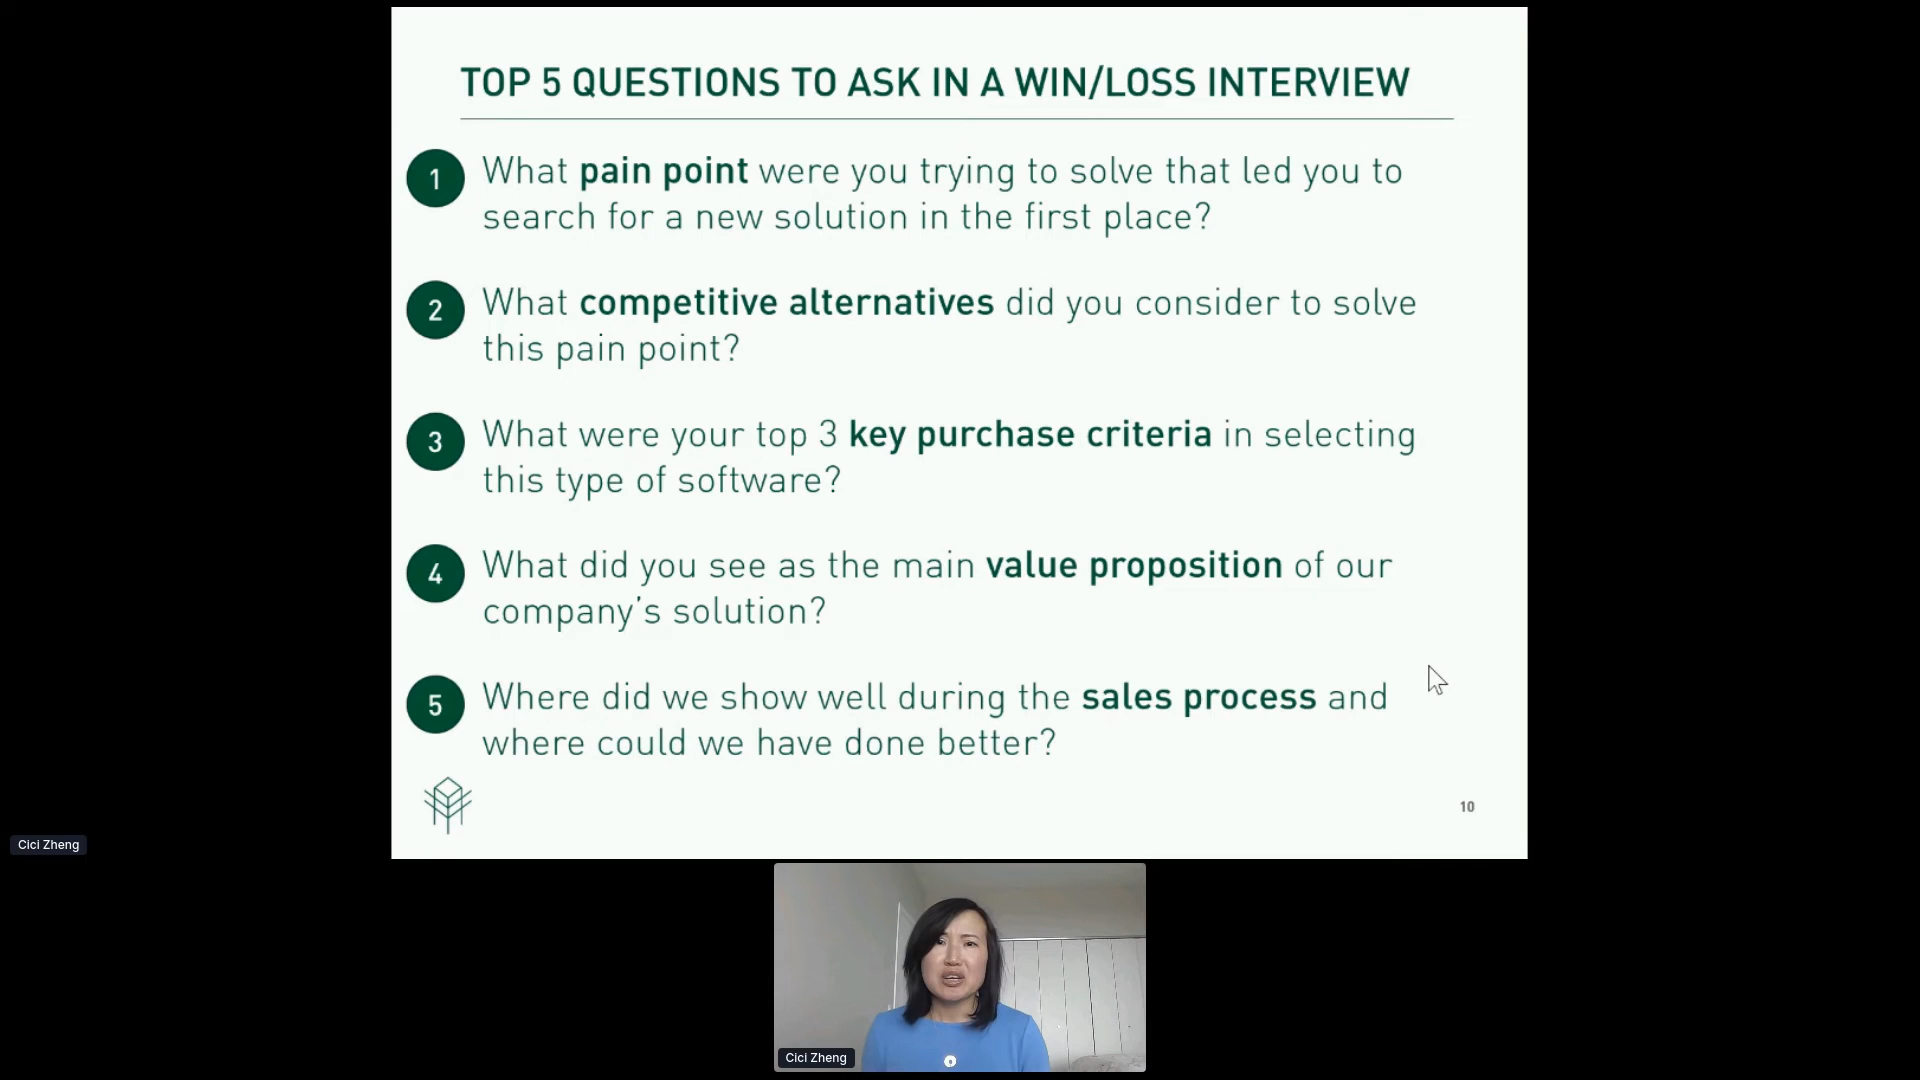 TOP 5 QUESTIONS TO ASK IN A WIN/LOSS INTERVIEW
1 What pain point were you trying to solve that led you to
search for a new solution in the first place?
2 What competitive alternatives did you consider to solve
this pain point?
3 What were your top 3 key purchase criteria in selecting
this type of software?
4 What did you see as the main value proposition of our
company's solution?
5 Where did we show well during the sales process and
where could we have done better?
10
Cici Zheng
Cici Zheng